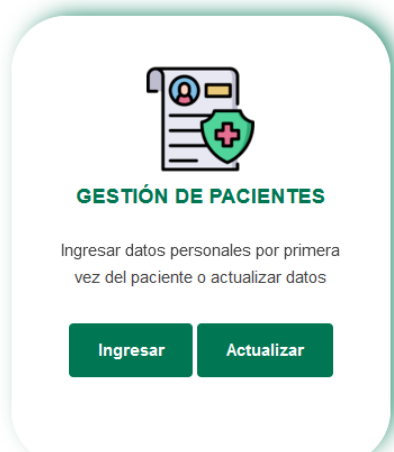 GESTIÓN DE PACIENTES
Ingresar datos personales por primera
vez del paciente o actualizar datos
Ingresar Actualizar